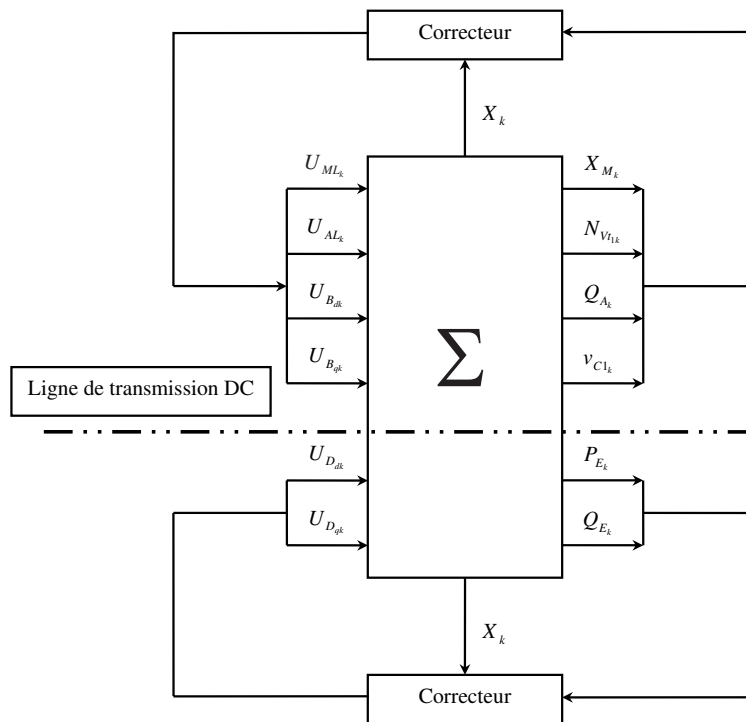 Correcteur
X_k
U_{ML_k} X_{M_k}
U_{AL_k} N_{Vt_{1k}}
U_{B_{dk}} Q_{A_k}
U_{B_{qk}} v_{C1_k}
∑
Ligne de transmission DC
U_{D_{dk}} P_{E_k}
U_{D_{qk}} Q_{E_k}
X_k
Correcteur